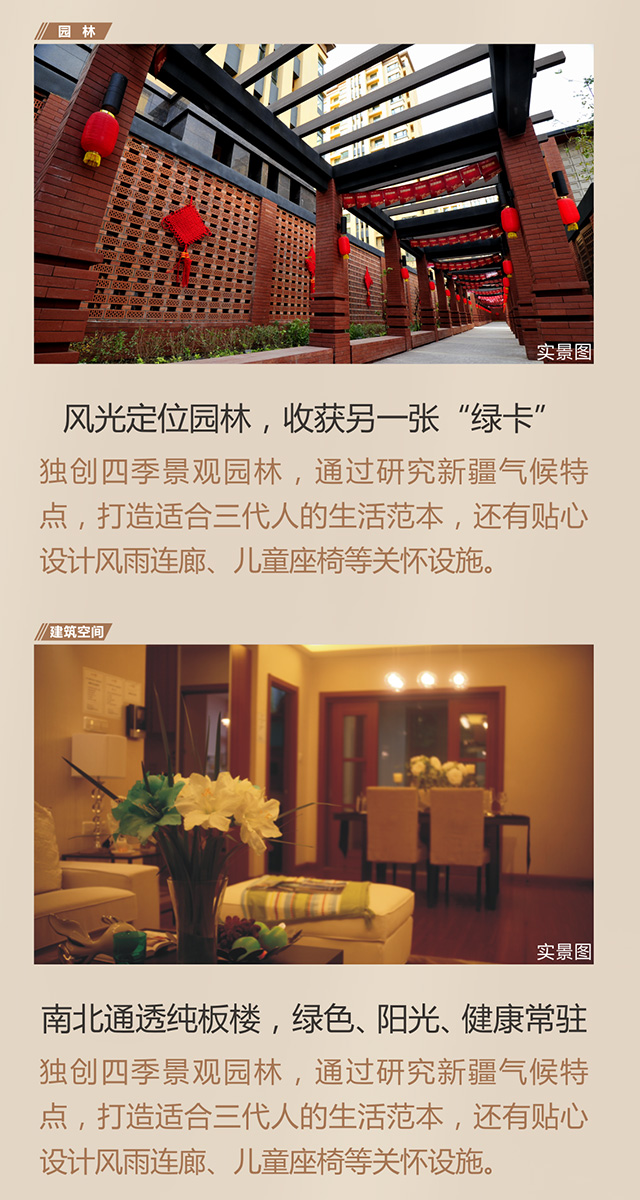 园 林
实景图
风光定位园林，收获另一张“绿卡”
独创四季景观园林，通过研究新疆气候特
点，打造适合三代人的生活范本，还有贴心
设计风雨连廊、儿童座椅等关怀设施。
建筑空间
实景图
南北通透纯板楼，绿色、阳光、健康常驻
独创四季景观园林，通过研究新疆气候特
点，打造适合三代人的生活范本，还有贴心
设计风雨连廊、儿童座椅等关怀设施。